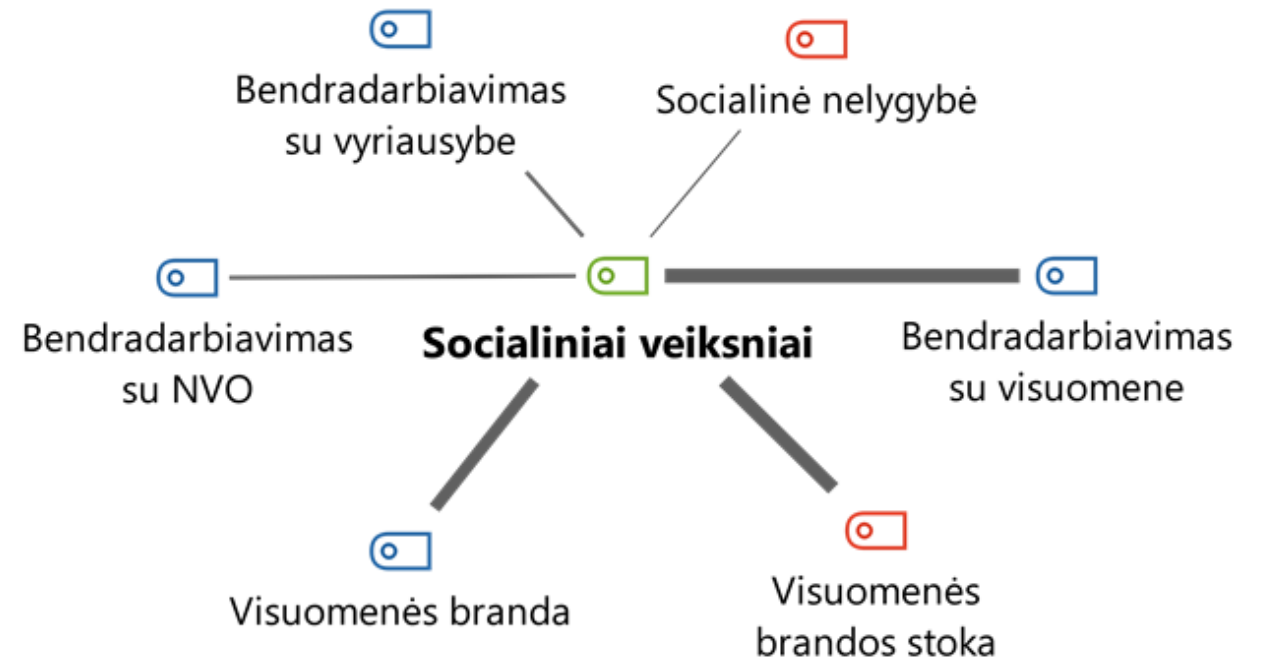 Bendradarbiavimas
su vyriausybe
Socialinė nelygybė
Bendradarbiavimas
su NVO
Socialiniai veiksniai
Bendradarbiavimas
su visuomene
Visuomenės branda
Visuomenės
brandos stoka